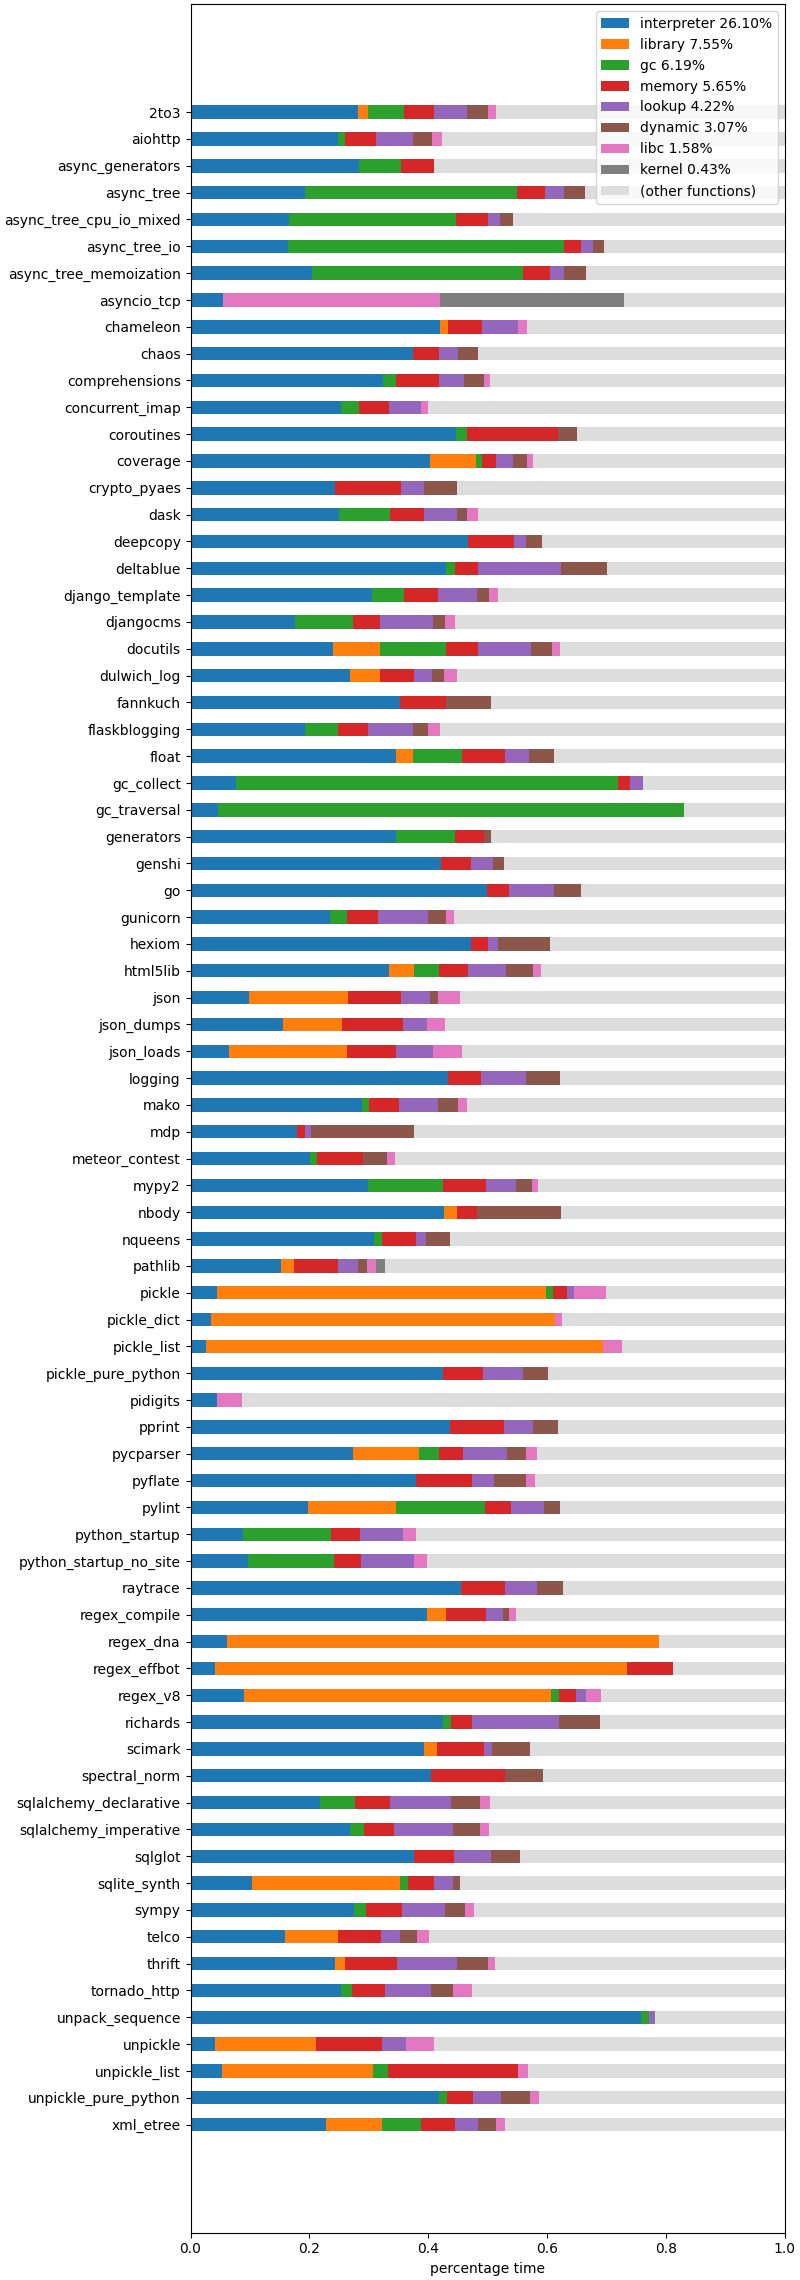 interpreter 26.10%
library 7.55%
gc 6.19%
memory 5.65%
lookup 4.22%
dynamic 3.07%
libc 1.58%
kernel 0.43%
(other functions)
2to3
aiohttp
async_generators
async_tree
async_tree_cpu_io_mixed
async_tree_io
async_tree_memoization
asyncio_tcp
chameleon
chaos
comprehensions
concurrent_imap
coroutines
coverage
crypto_pyaes
dask
deepcopy
deltablue
django_template
djangocms
docutils
dulwich_log
fannkuch
flaskblogging
float
gc_collect
gc_traversal
generators
genshi
go
gunicorn
hexiom
html5lib
json
json_dumps
json_loads
logging
mako
mdp
meteor_contest
mypy2
nbody
nqueens
pathlib
pickle
pickle_dict
pickle_list
pickle_pure_python
pidigits
pprint
pycparser
pyflate
pylint
python_startup
python_startup_no_site
raytrace
regex_compile
regex_dna
regex_effbot
regex_v8
richards
scimark
spectral_norm
sqlalchemy_declarative
sqlalchemy_imperative
sqlglot
sqlite_synth
sympy
telco
thrift
tornado_http
unpack_sequence
unpickle
unpickle_list
unpickle_pure_python
xml_etree
0.0 0.2 0.4 0.6 0.8 1.0
percentage time